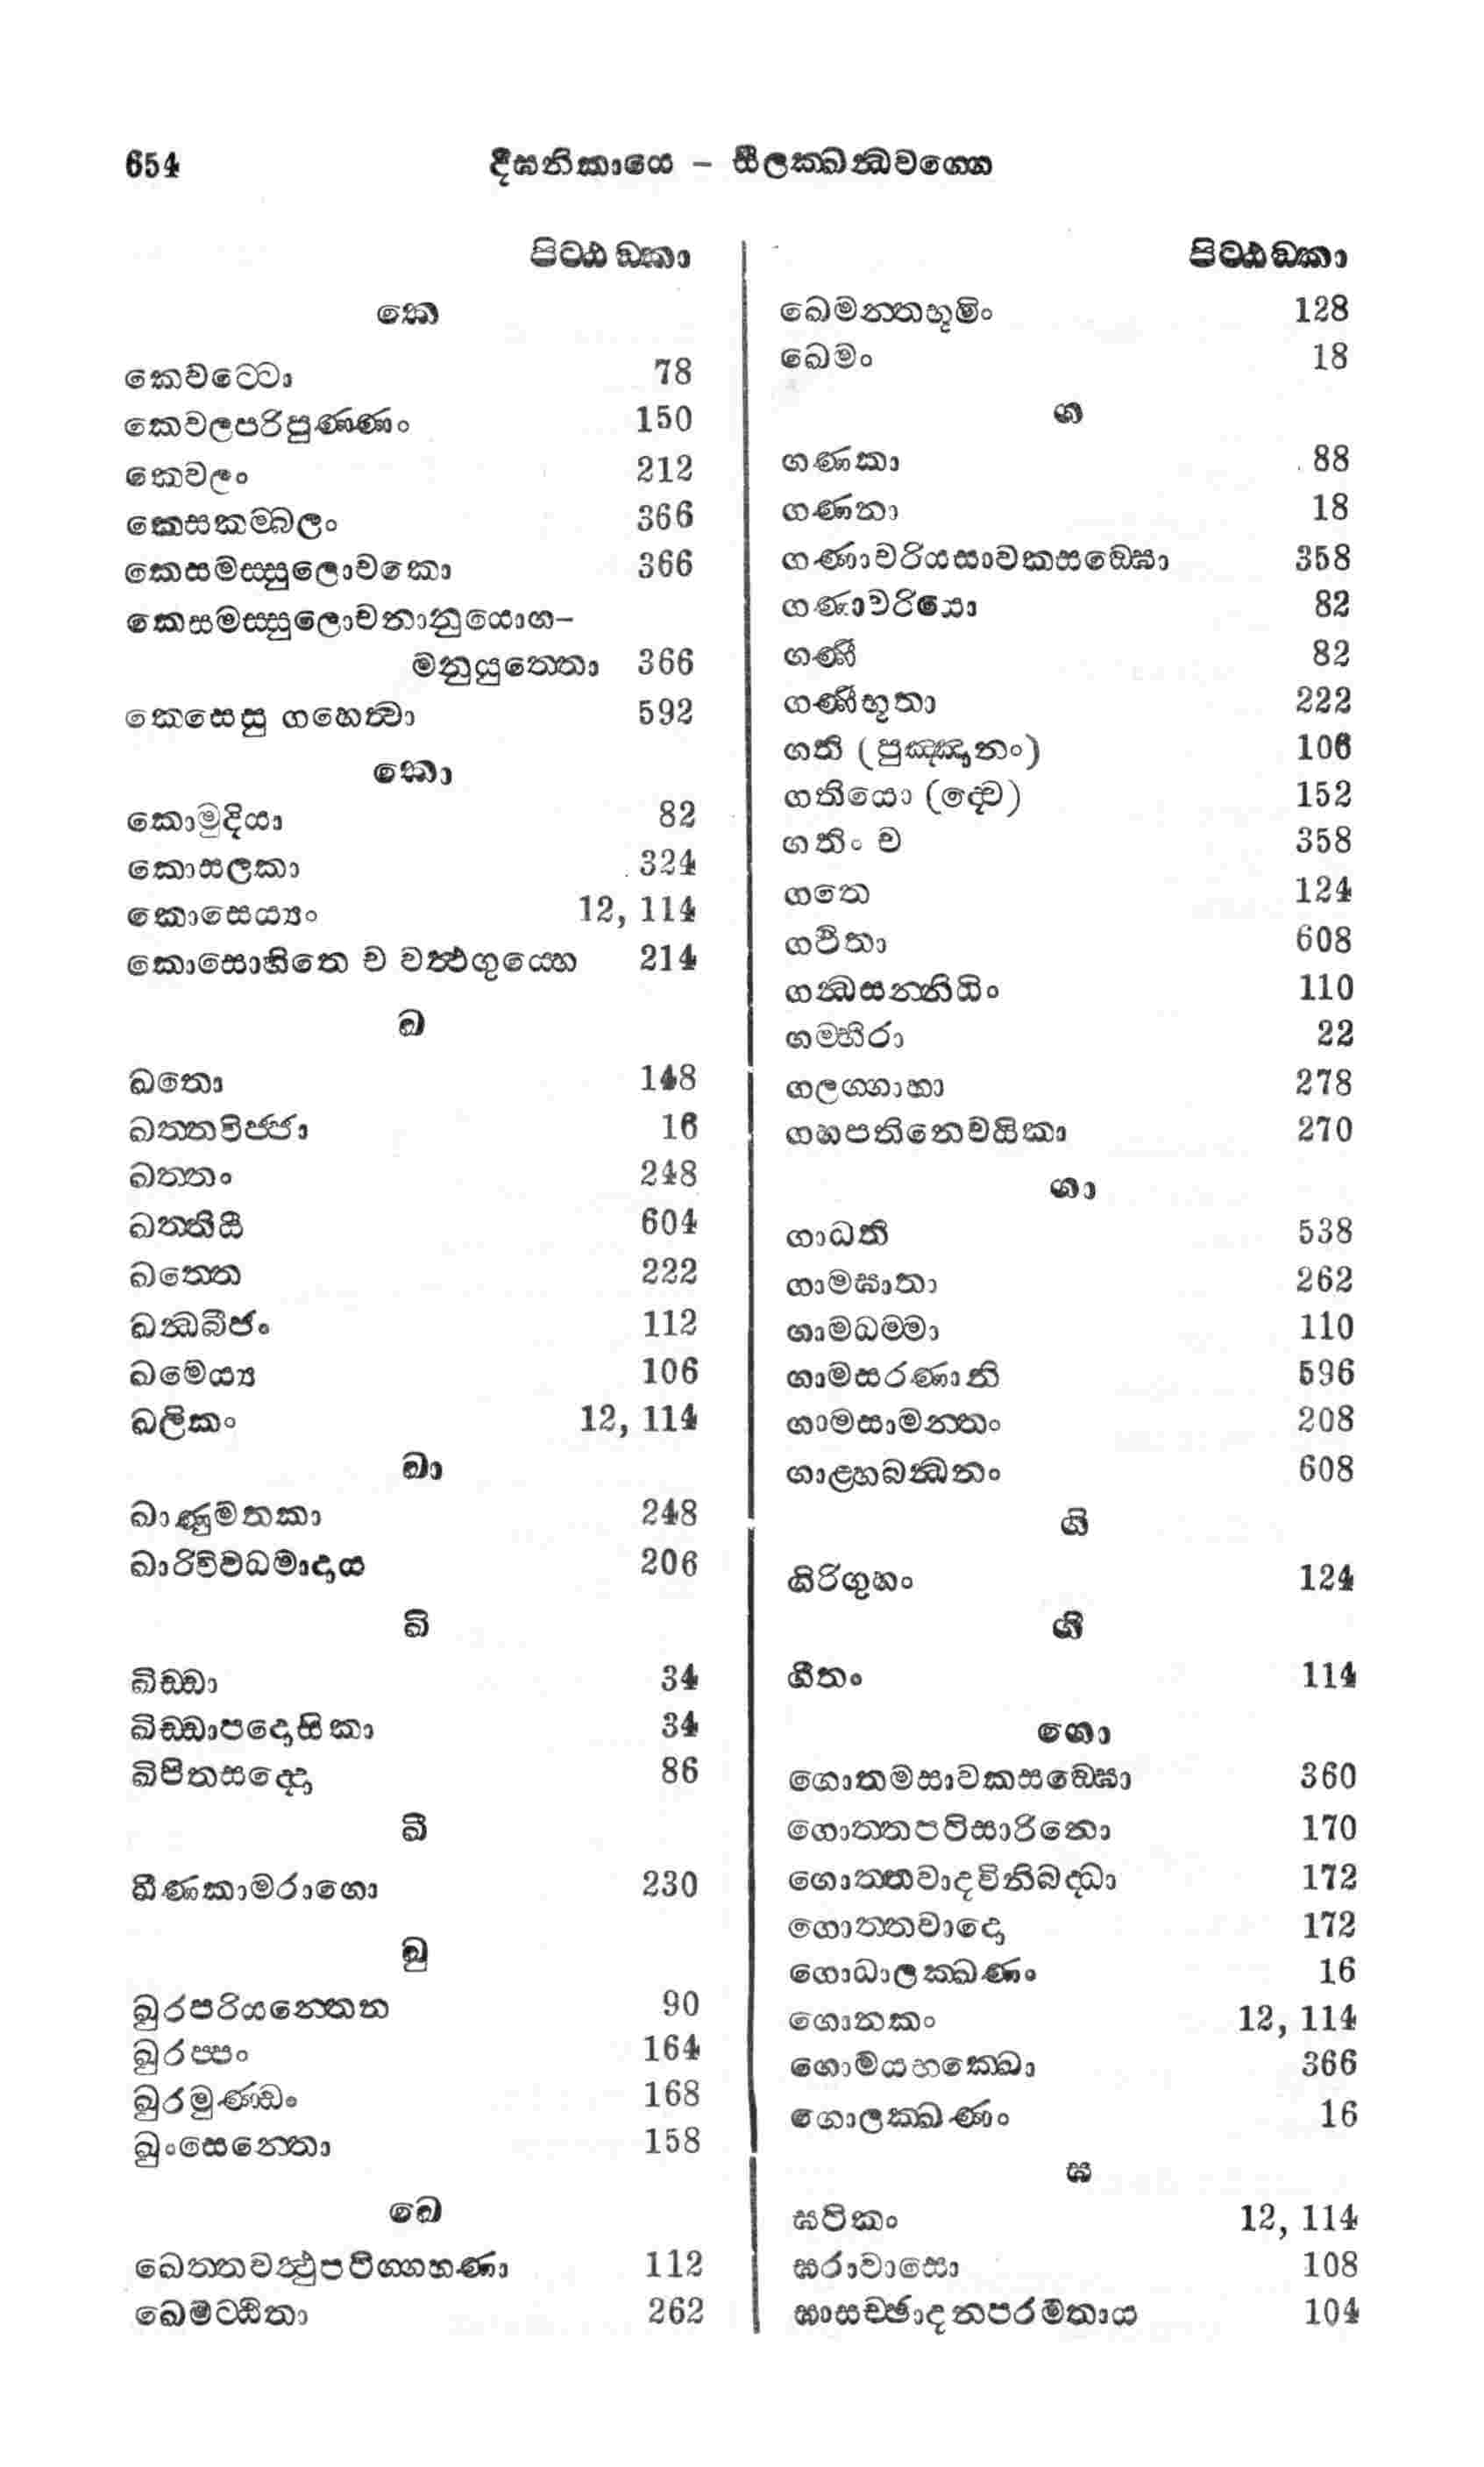 654 දීඝනිකායෙ – සීලක්ඛන්ධවග්ගෙ
පිට්ඨඞ්කා
කෙ
කෙවට්ටො 78
කෙවලපරිපුණ්ණං 150
කෙවලං 212
කෙසකම්බලං 366
කෙසමස්සුලොචකො 366
කෙසමස්සුලොචනානුයොග–
මනුයුත්තො 366
කෙසෙසු ගහෙත්වා 592
කො
කොමුදියා 82
කොසලකා 324
කොසෙය්‍යං 12, 114
කොසොහිතෙ ච වත්ථගුය්හෙ 214
ඛ
ඛතො 148
ඛත්තවිජ්ජා 16
ඛත්තං 248
ඛත්තියී 604
ඛත්තෙ 222
ඛන්ධබීජං 112
ඛමෙය්‍ය 106
ඛලිකං 12, 114
ඛා
ඛාණුමතකා 248
ඛාරිවිවධමාදාය 206
ඛි
ඛිඩ්ඩා 34
ඛිඩ්ඩාපදොසිකා 34
ඛිපිතසද්දො 86
ඛී
ඛීණකාමරාගො 230
ඛු
ඛුරපරියන්තෙන 90
ඛුරප්පං 164
ඛුරමුණ්ඩං 168
ඛුංසෙන්තො 158
ඛෙ
ඛෙත්තවත්ථුපටිග්ගහණා 112
ඛෙමට්ඨිතා 262
පිට්ඨඞ්කා
ඛෙමන්තභූමිං 128
ඛෙමං 18
ග
ගණකා 88
ගණනා 18
ගණාචරියසාවකසඞ්ඝො 358
ගණාචරියො 82
ගණී 82
ගණීභූතා 222
ගති (පුඤ්ඤානං) 106
ගතියො (ද්වෙ) 152
ගතිං ච 358
ගතෙ 124
ගථිතා 608
ගන්ධසන්නිධිං 110
ගම්භිරා 22
ගලග්ගාහා 278
ගහපතිනෙචයිකා 270
ගා
ගාධති 538
ගාමඝාතා 262
ගාමධම්මා 110
ගාමසරණානි 596
ගාමසාමන්තං 208
ගාළ්හබන්ධනං 608
ගි
ගිරිගුහං 124
ගී
ගීතං 114
ගො
ගොතමසාවකසඞ්ඝො 360
ගොත්තපටිසාරිනො 170
ගොත්තවාදවිනිබද්ධා 172
ගොත්තවාදො 172
ගොධාලක්ඛණං 16
ගොනකං 12, 114
ගොමයභක්ඛො 366
ගොලක්ඛණං 16
ඝ
ඝටිකං 12, 114
ඝරාවාසො 108
ඝාසච්ඡාදනපරමතාය 104